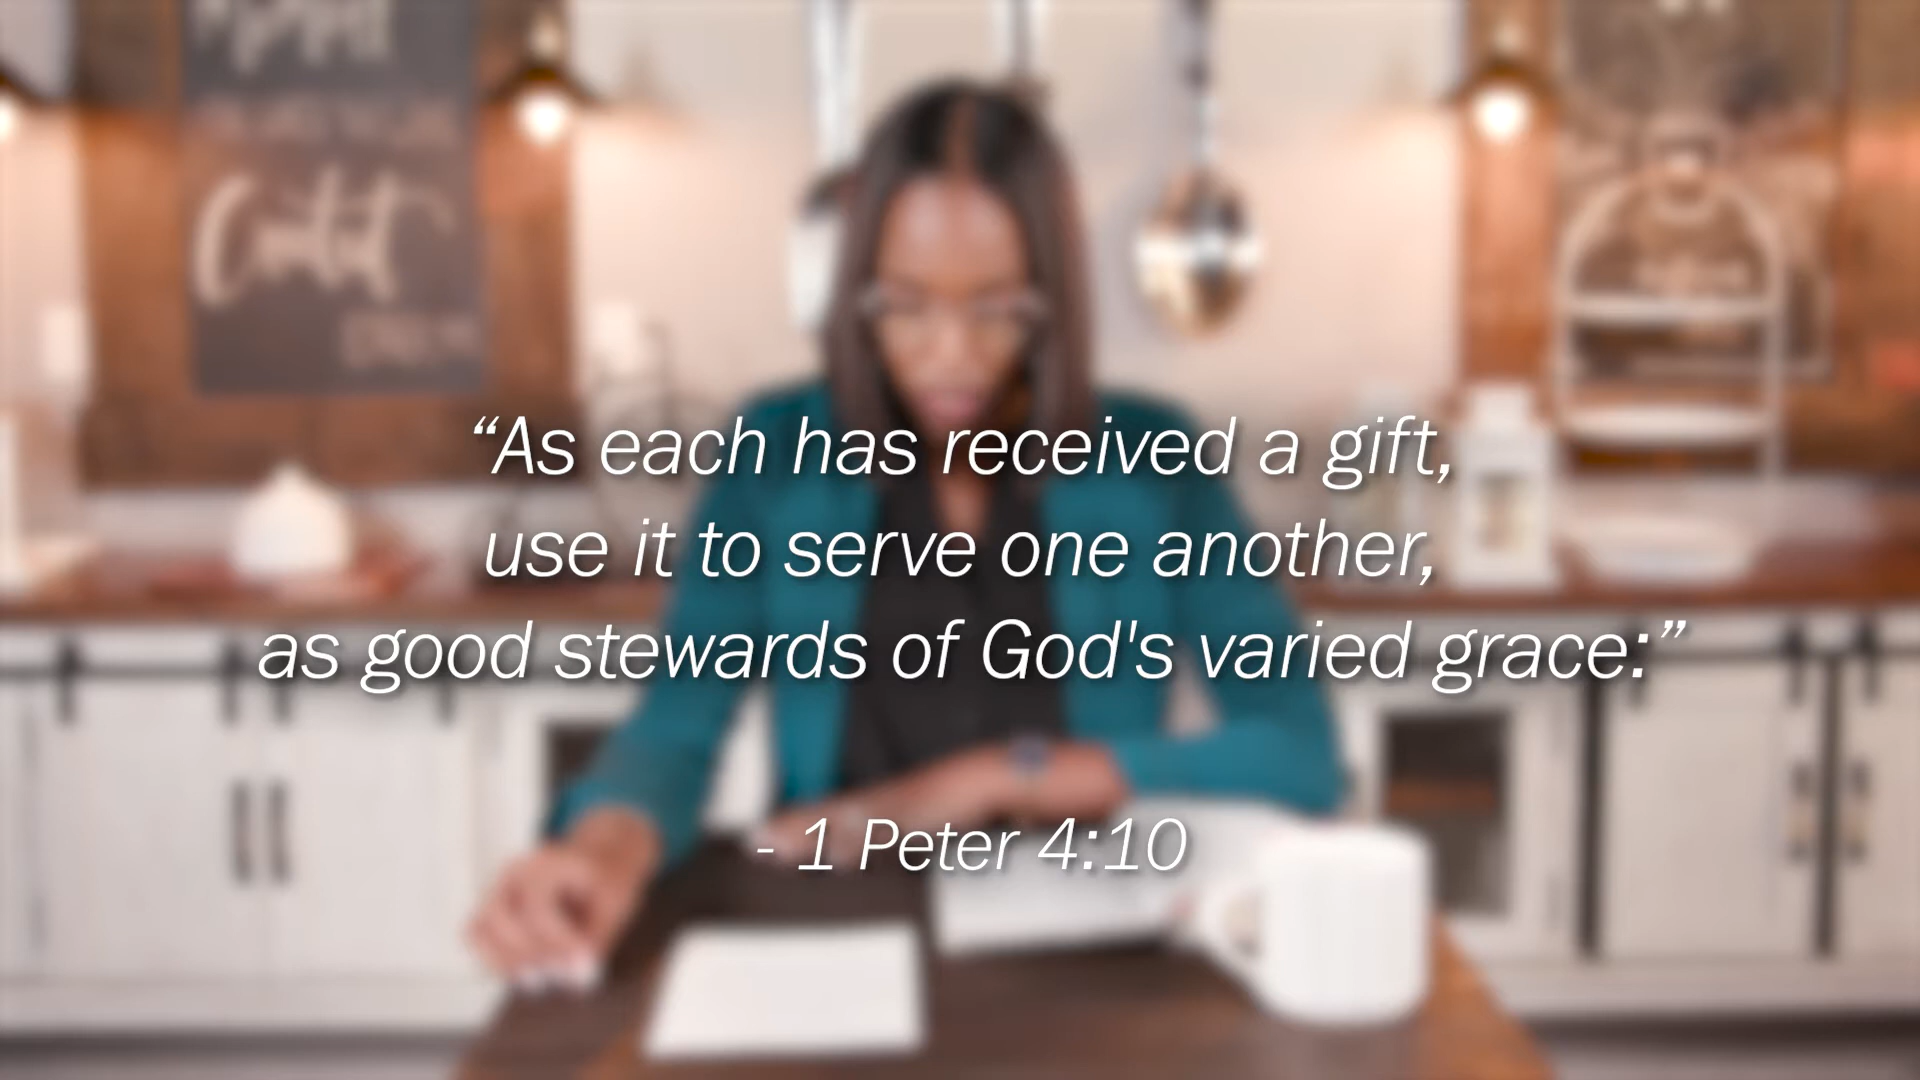 “As each has received a gift,
use it to serve one another,
as good stewards of God's varied grace:”
- 1 Peter 4:10